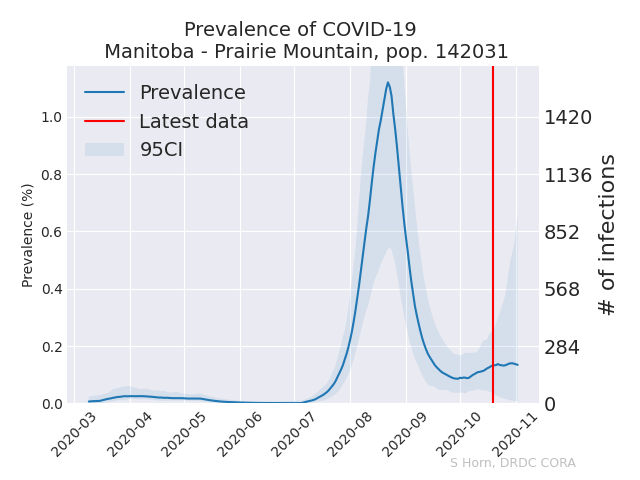 Prevalence of COVID-19
Manitoba - Prairie Mountain, pop. 142031
Prevalence
Latest data
95CI
Prevalence (%)
1.0
0.8
0.6
0.4
0.2
0.0
1420
1136
852
568
284
0
# of infections
2020-03
2020-04
2020-05
2020-06
2020-07
2020-08
2020-09
2020-10
2020-11
S Horn, DRDC CORA